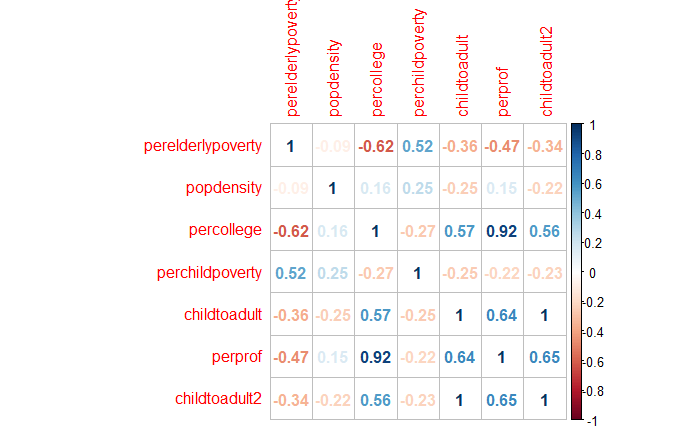 perelderlypoverty popdensity percollege perchildpoverty childtoadult perprof childtoadult2
perelderlypoverty 1 -0.09 -0.62 0.52 -0.36 -0.47 -0.34
popdensity -0.09 1 0.16 0.25 -0.25 0.15 -0.22
percollege -0.62 0.16 1 -0.27 0.57 0.92 0.56
perchildpoverty 0.52 0.25 -0.27 1 -0.25 -0.22 -0.23
childtoadult -0.36 -0.25 0.57 -0.25 1 0.64 1
perprof -0.47 0.15 0.92 -0.22 0.64 1 0.65
childtoadult2 -0.34 -0.22 0.56 -0.23 1 0.65 1
1
0.8
0.6
0.4
0.2
0
-0.2
-0.4
-0.6
-0.8
-1